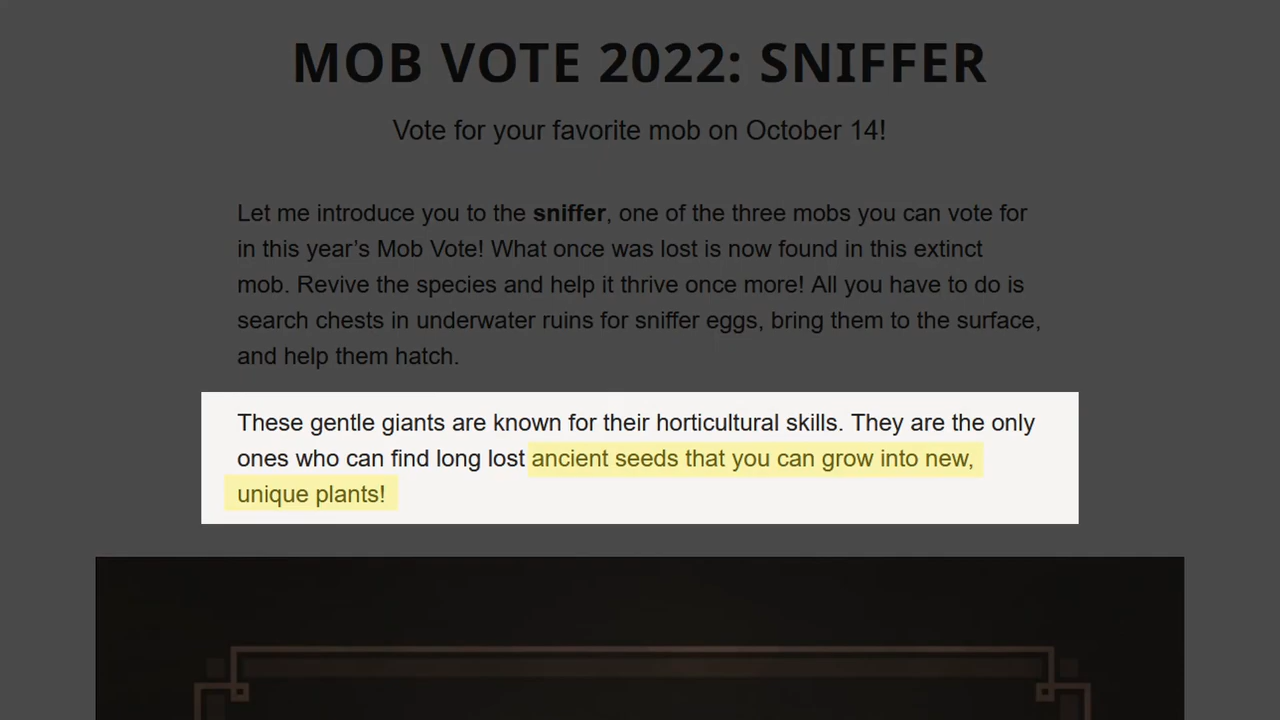 MOB VOTE 2022: SNIFFER
Vote for your favorite mob on October 14!
Let me introduce you to the sniffer, one of the three mobs you can vote for
in this year’s Mob Vote! What once was lost is now found in this extinct
mob. Revive the species and help it thrive once more! All you have to do is
search chests in underwater ruins for sniffer eggs, bring them to the surface,
and help them hatch.
These gentle giants are known for their horticultural skills. They are the only
ones who can find long lost ancient seeds that you can grow into new,
unique plants!